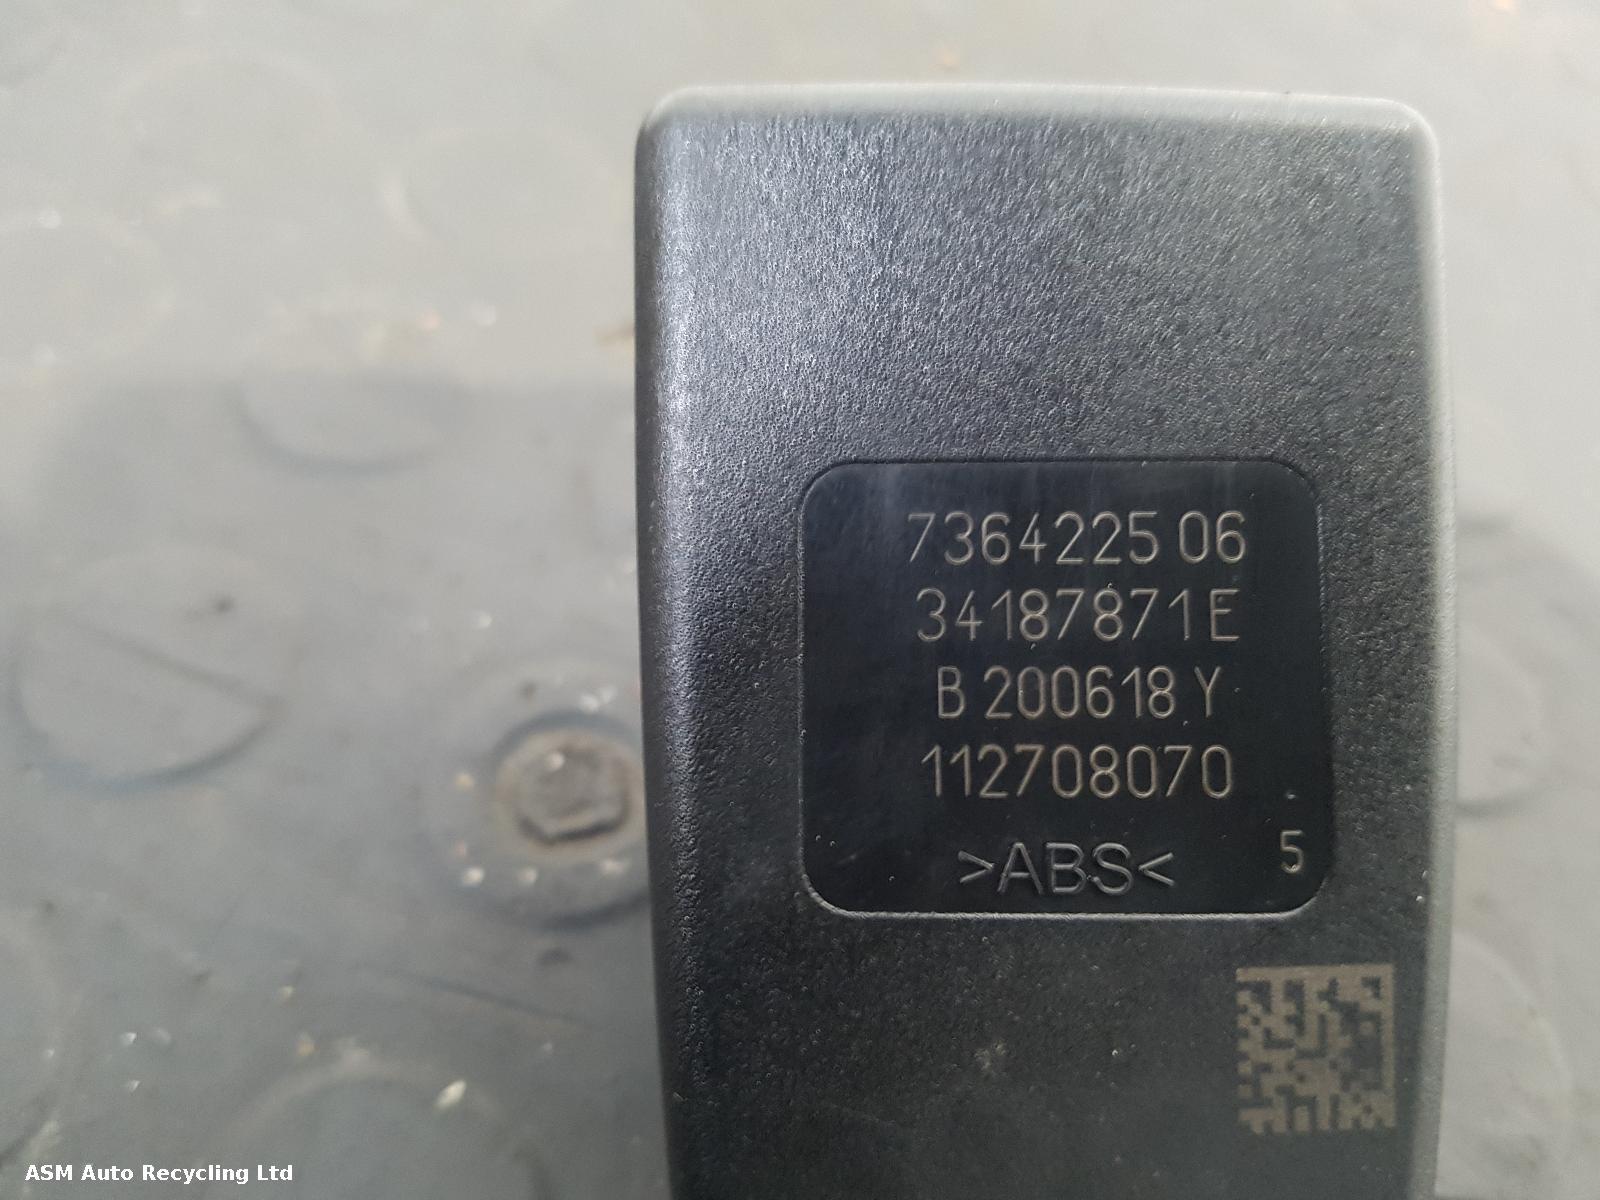 7364225 06
34187871E
B 200618 Y
112708070
>ABS<
5
ASM Auto Recycling Ltd